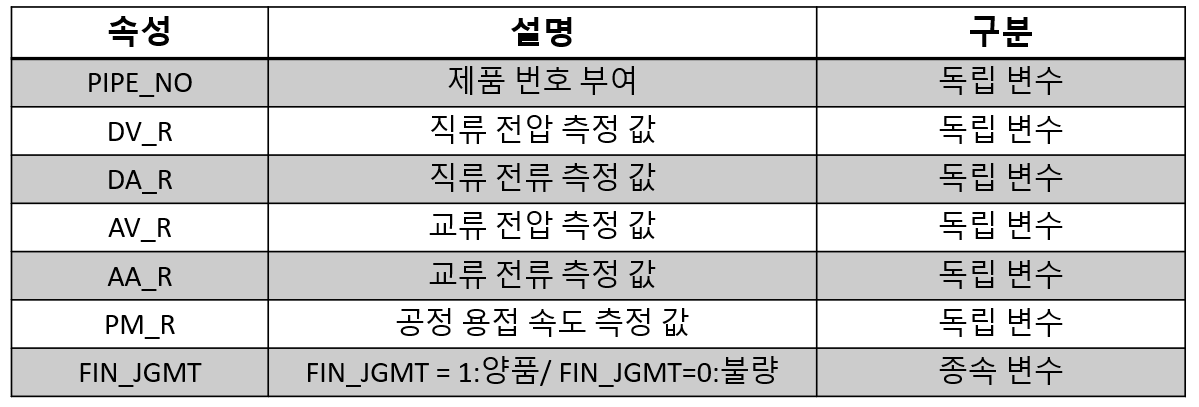 속성 설명 구분
PIPE_NO 제품 번호 부여 독립 변수
DV_R 직류 전압 측정 값 독립 변수
DA_R 직류 전류 측정 값 독립 변수
AV_R 교류 전압 측정 값 독립 변수
AA_R 교류 전류 측정 값 독립 변수
PM_R 공정 용접 속도 측정 값 독립 변수
FIN_JGMT FIN_JGMT = 1:양품/ FIN_JGMT=0:불량 종속 변수